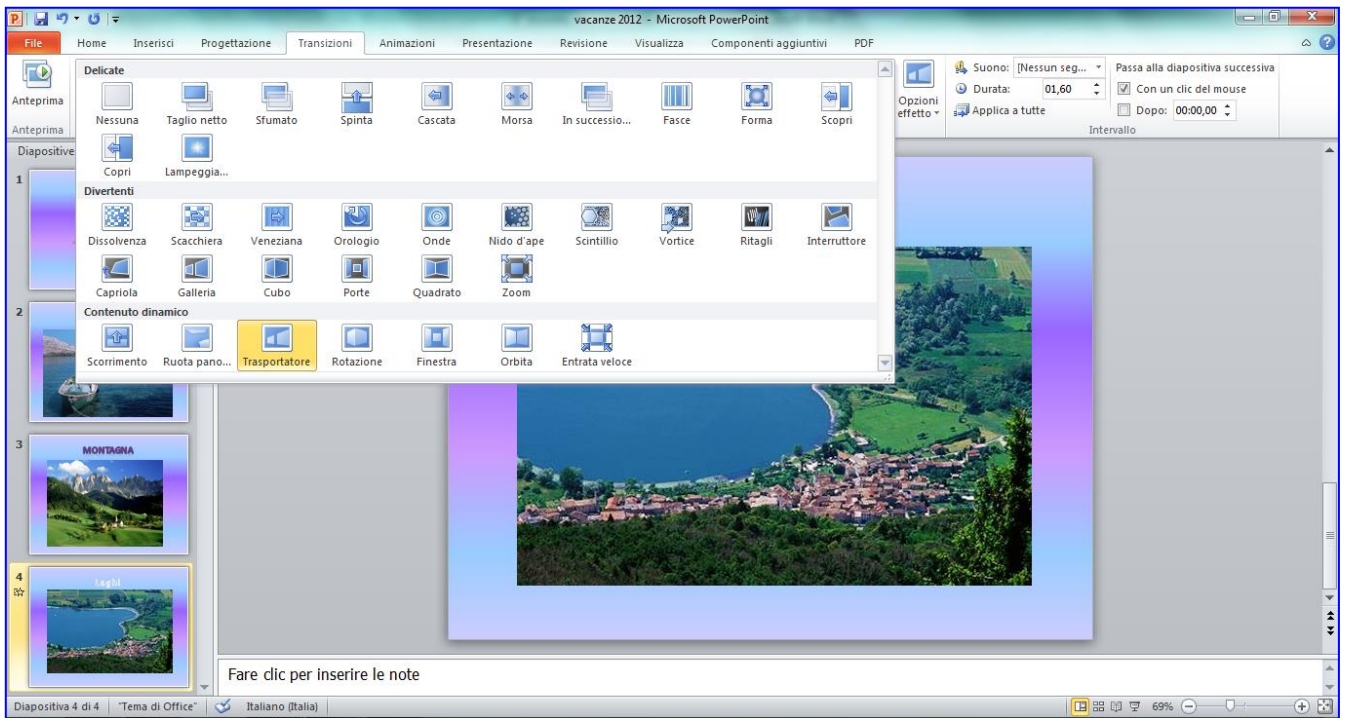 vacanze 2012 - Microsoft PowerPoint
File Home Inserisci Progettazione Transizioni Animazioni Presentazione Revisione Visualizza Componenti aggiuntivi PDF
Anteprima
Anteprima
Delicate
Nessuna Taglio netto Sfumato Spinta Cascata Morsa In successio... Fasce Forma Scopri
Copri Lampeggia...
Divertenti
Dissolvenza Scacchiera Veneziana Orologio Onde Nido d'ape Scintillio Vortice Ritagli Interruttore
Capriola Galleria Cubo Porte Quadrato Zoom
Contenuto dinamico
Scorrimento Ruota pano... Trasportatore Rotazione Finestra Orbita Entrata veloce
Opzioni
effetto
Suono: [Nessun seg...
Durata: 01,60
Applica a tutte
Passa alla diapositiva successiva
Con un clic del mouse
Dopo: 00:00,00
Intervallo
Diapositive
1
2
3
MONTAGNA
4
Laghi
Fare clic per inserire le note
Diapositiva 4 di 4 "Tema di Office" Italiano (Italia) 69%